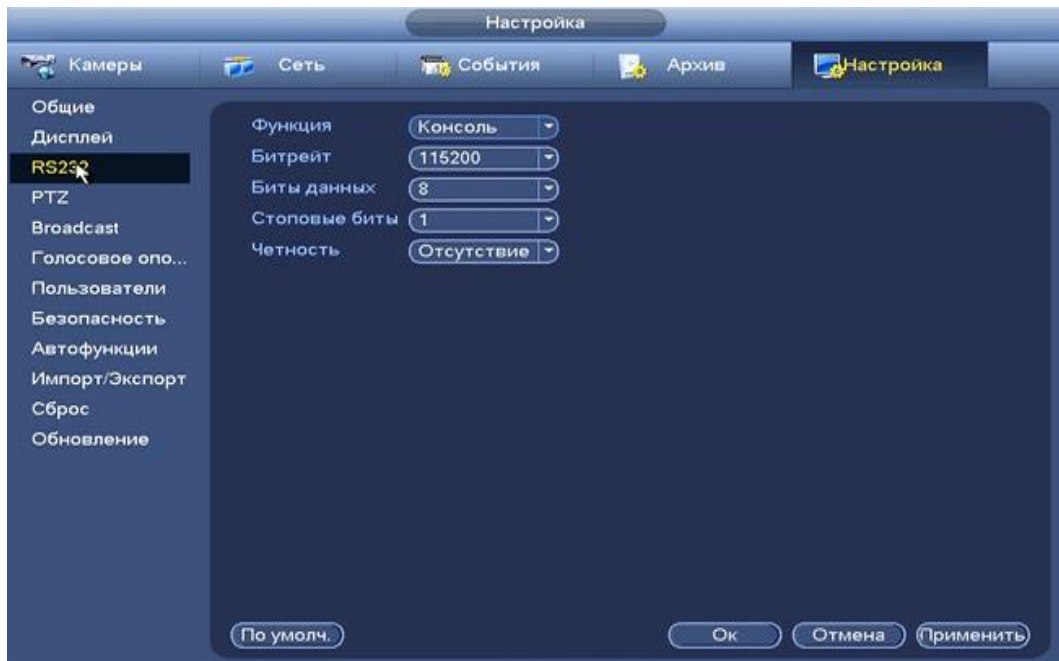 Настройка
Камеры Сеть События Архив Настройка
Общие
Дисплей
RS232
PTZ
Broadcast
Голосовое опо...
Пользователи
Безопасность
Автофункции
Импорт/Экспорт
Сброс
Обновление
Функция Консоль
Битрейт 115200
Биты данных 8
Стоповые биты 1
Четность Отсутствие
По умолч. Ок Отмена Применить